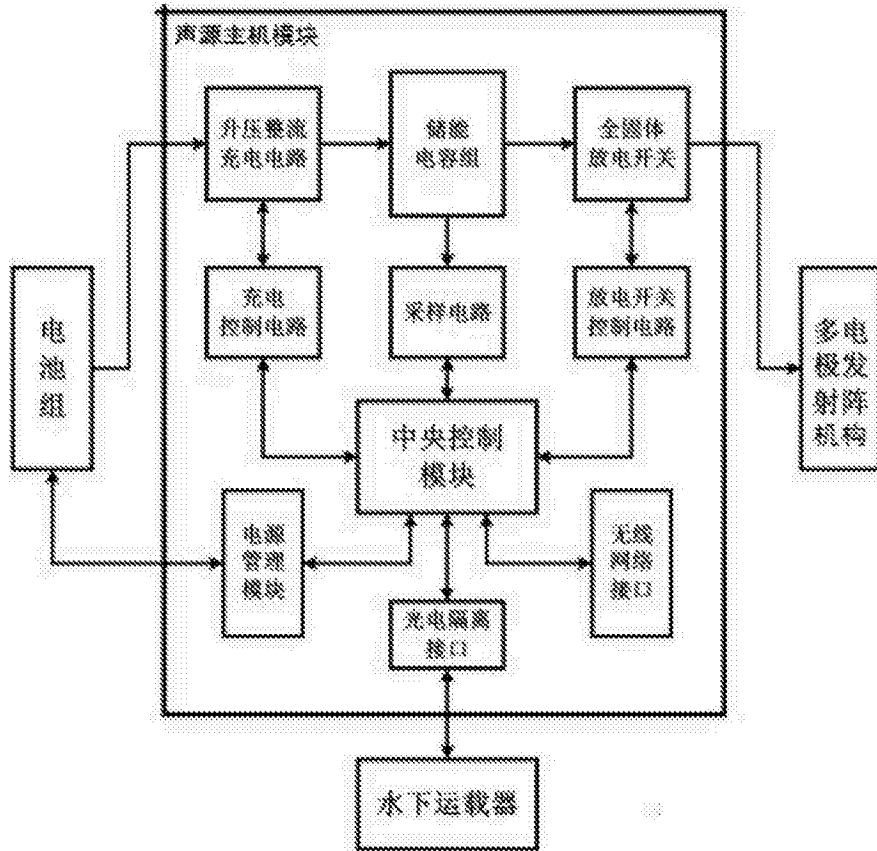 声源主机模块
升压整流
充电电路
储能
电容组
全固体
放电开关
电
池
组
充电
控制电路
采样电路
放电开关
控制电路
多电
极发
射阵
机构
中央控制
模块
电源
管理
模块
无线
网络
接口
光电隔离
接口
水下运载器